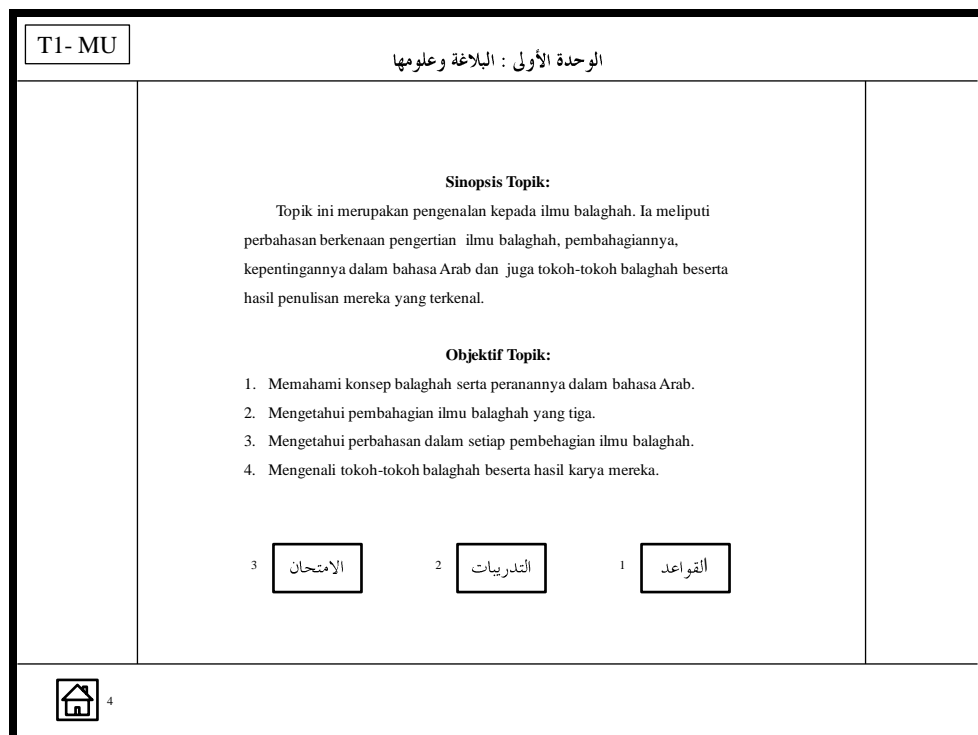 T1- MU
الوحدة الأولى : البلاغة وعلومها
Sinopsis Topik:
Topik ini merupakan pengenalan kepada ilmu balaghah. Ia meliputi
perbahasan berkenaan pengertian ilmu balaghah, pembahagiannya,
kepentingannya dalam bahasa Arab dan juga tokoh-tokoh balaghah beserta
hasil penulisan mereka yang terkenal.
Objektif Topik:
1. Memahami konsep balaghah serta peranannya dalam bahasa Arab.
2. Mengetahui pembahagian ilmu balaghah yang tiga.
3. Mengetahui perbahasan dalam setiap pembehagian ilmu balaghah.
4. Mengenali tokoh-tokoh balaghah beserta hasil karya mereka.
3 الامتحان 2 التدريبات 1 القواعد
4